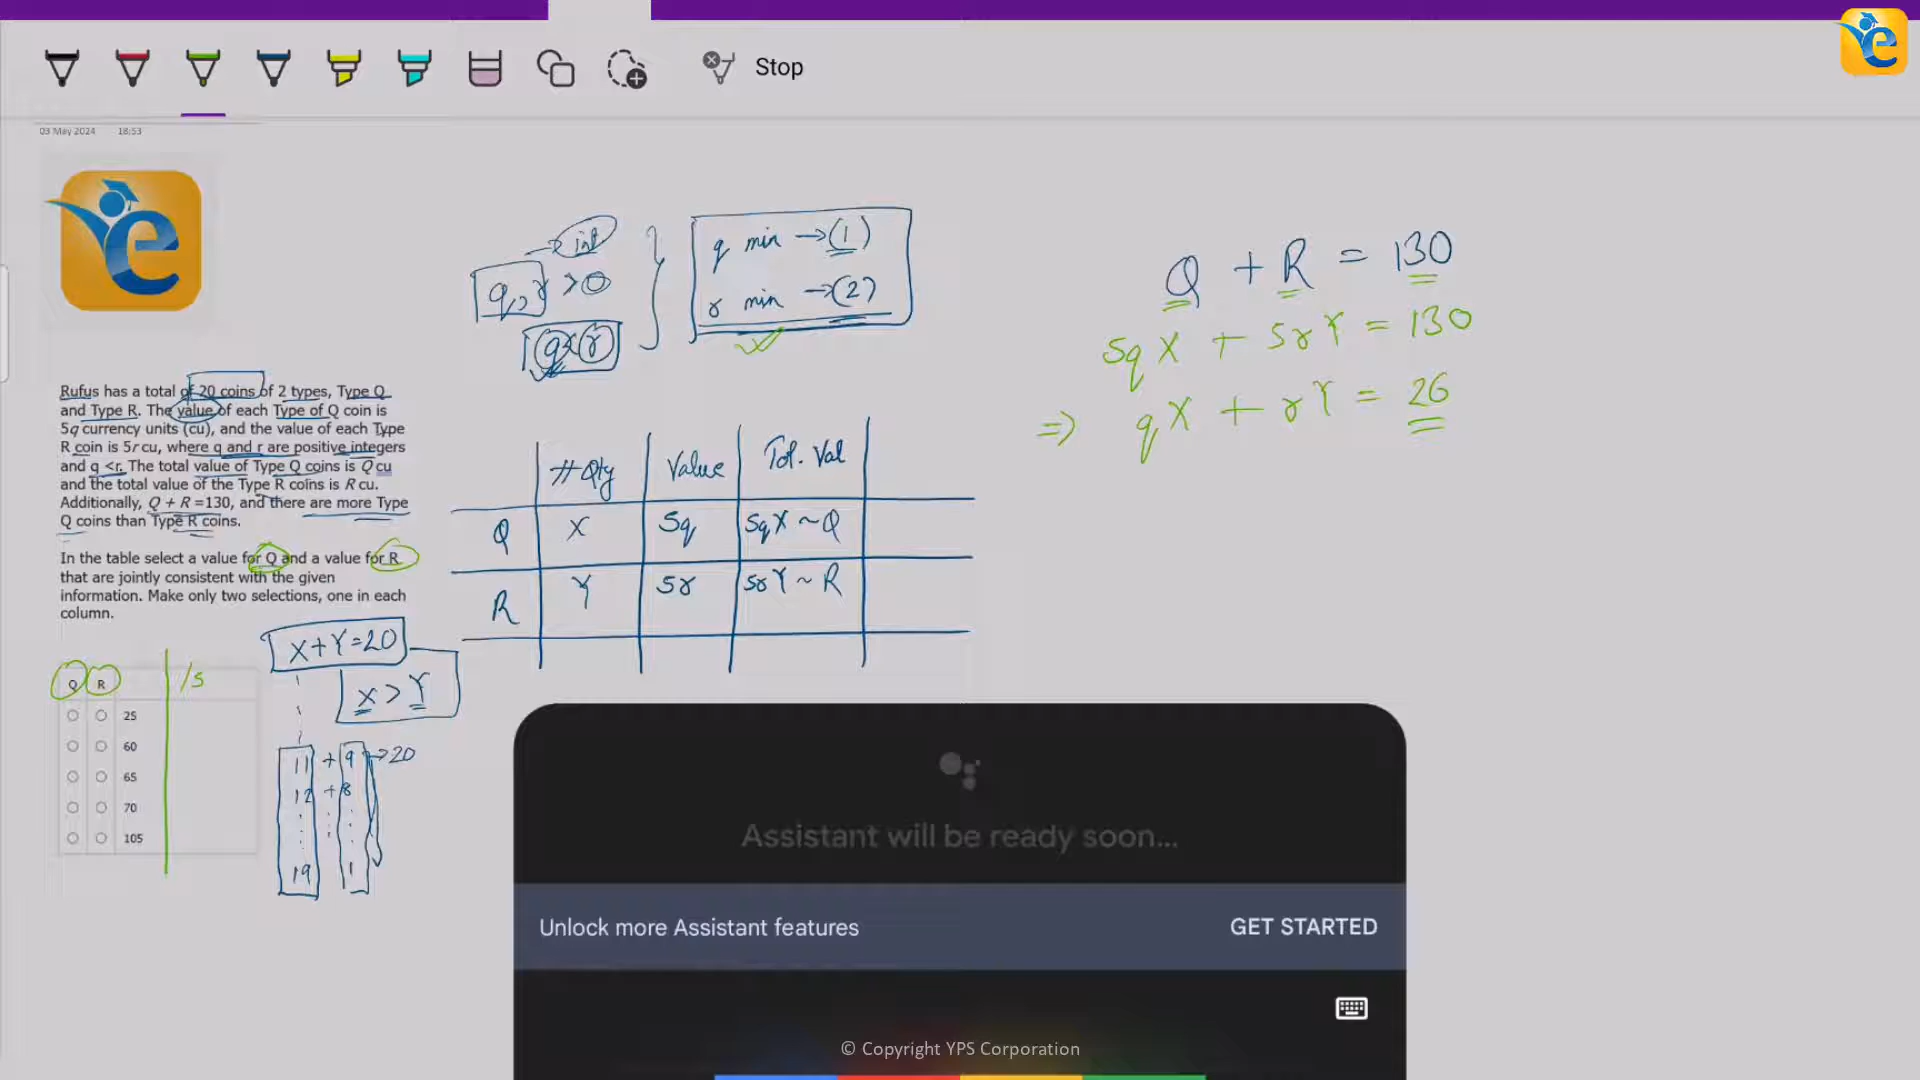 Stop
03 May 2024 18:53
e
e
Rufus has a total of 20 coins of 2 types, Type Q
and Type R. The value of each Type of Q coin is
5q currency units (cu), and the value of each Type
R coin is 5r cu, where q and r are positive integers
and q <r. The total value of Type Q coins is Q cu
and the total value of the Type R coins is R cu.
Additionally, Q + R =130, and there are more Type
Q coins than Type R coins.
In the table select a value for Q and a value for R
that are jointly consistent with the given
information. Make only two selections, one in each
column.
Q R /5
25
60
65
70
105
X+Y=20
X > Y
11 + 9 → 20
12 + 8
19 1
→ int
q, r > 0
q < r
q min → (1)
r min → (2)
#Qty Value Tot. Val
Q X 5q 5qX ~ Q
R Y 5r 5rY ~ R
Q + R = 130
5qX + 5rY = 130
⇒ qX + rY = 26
Assistant will be ready soon...
Unlock more Assistant features GET STARTED
© Copyright YPS Corporation